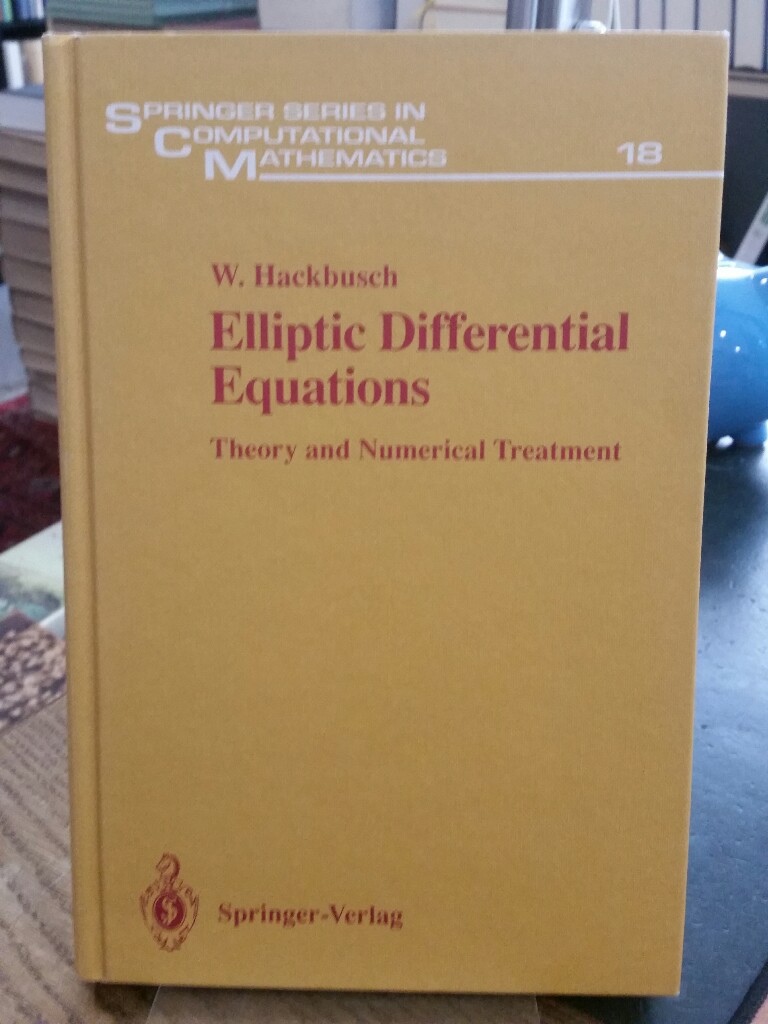 SPRINGER SERIES IN
COMPUTATIONAL
MATHEMATICS 18
W. Hackbusch
Elliptic Differential
Equations
Theory and Numerical Treatment
Springer-Verlag